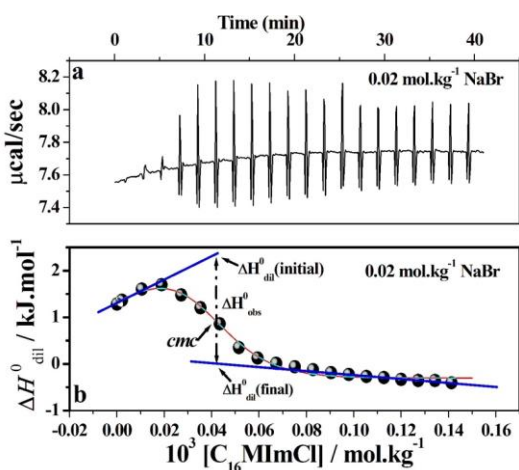 Time (min)
0 10 20 30 40
a
0.02 mol.kg⁻¹ NaBr
8.2
8.0
7.8
7.6
7.4
μcal/sec
ΔH⁰dil(initial)
0.02 mol.kg⁻¹ NaBr
ΔH⁰obs
cmc
ΔH⁰dil(final)
2
1
0
-1
ΔH⁰dil / kJ.mol⁻¹
b
-0.02 0.00 0.02 0.04 0.06 0.08 0.10 0.12 0.14 0.16
10³ [C₁₆MImCl] / mol.kg⁻¹